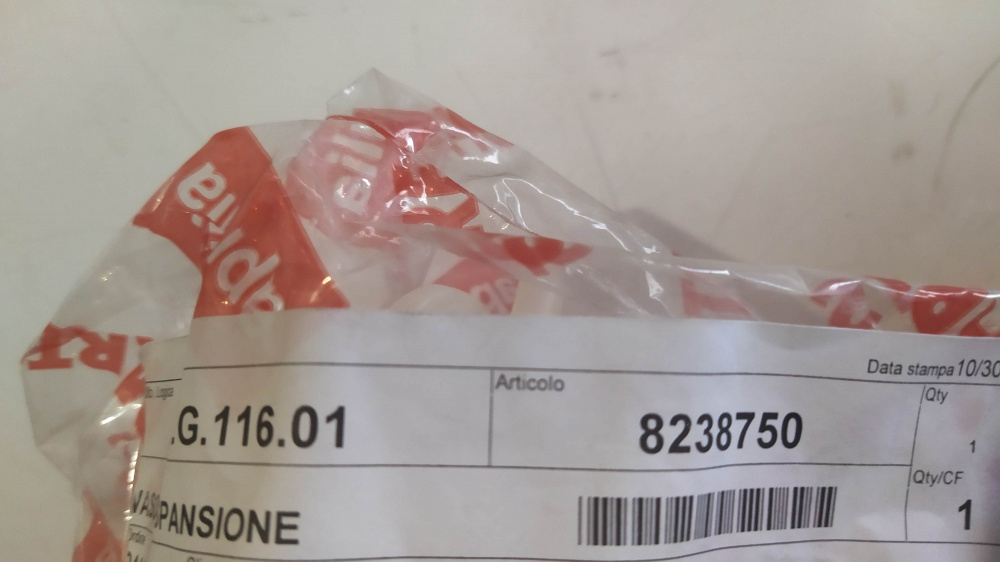 aprilia
Data stampa 10/30
Articolo
Qty
.G.116.01
8238750
1
Qty/CF
PANSIONE
1